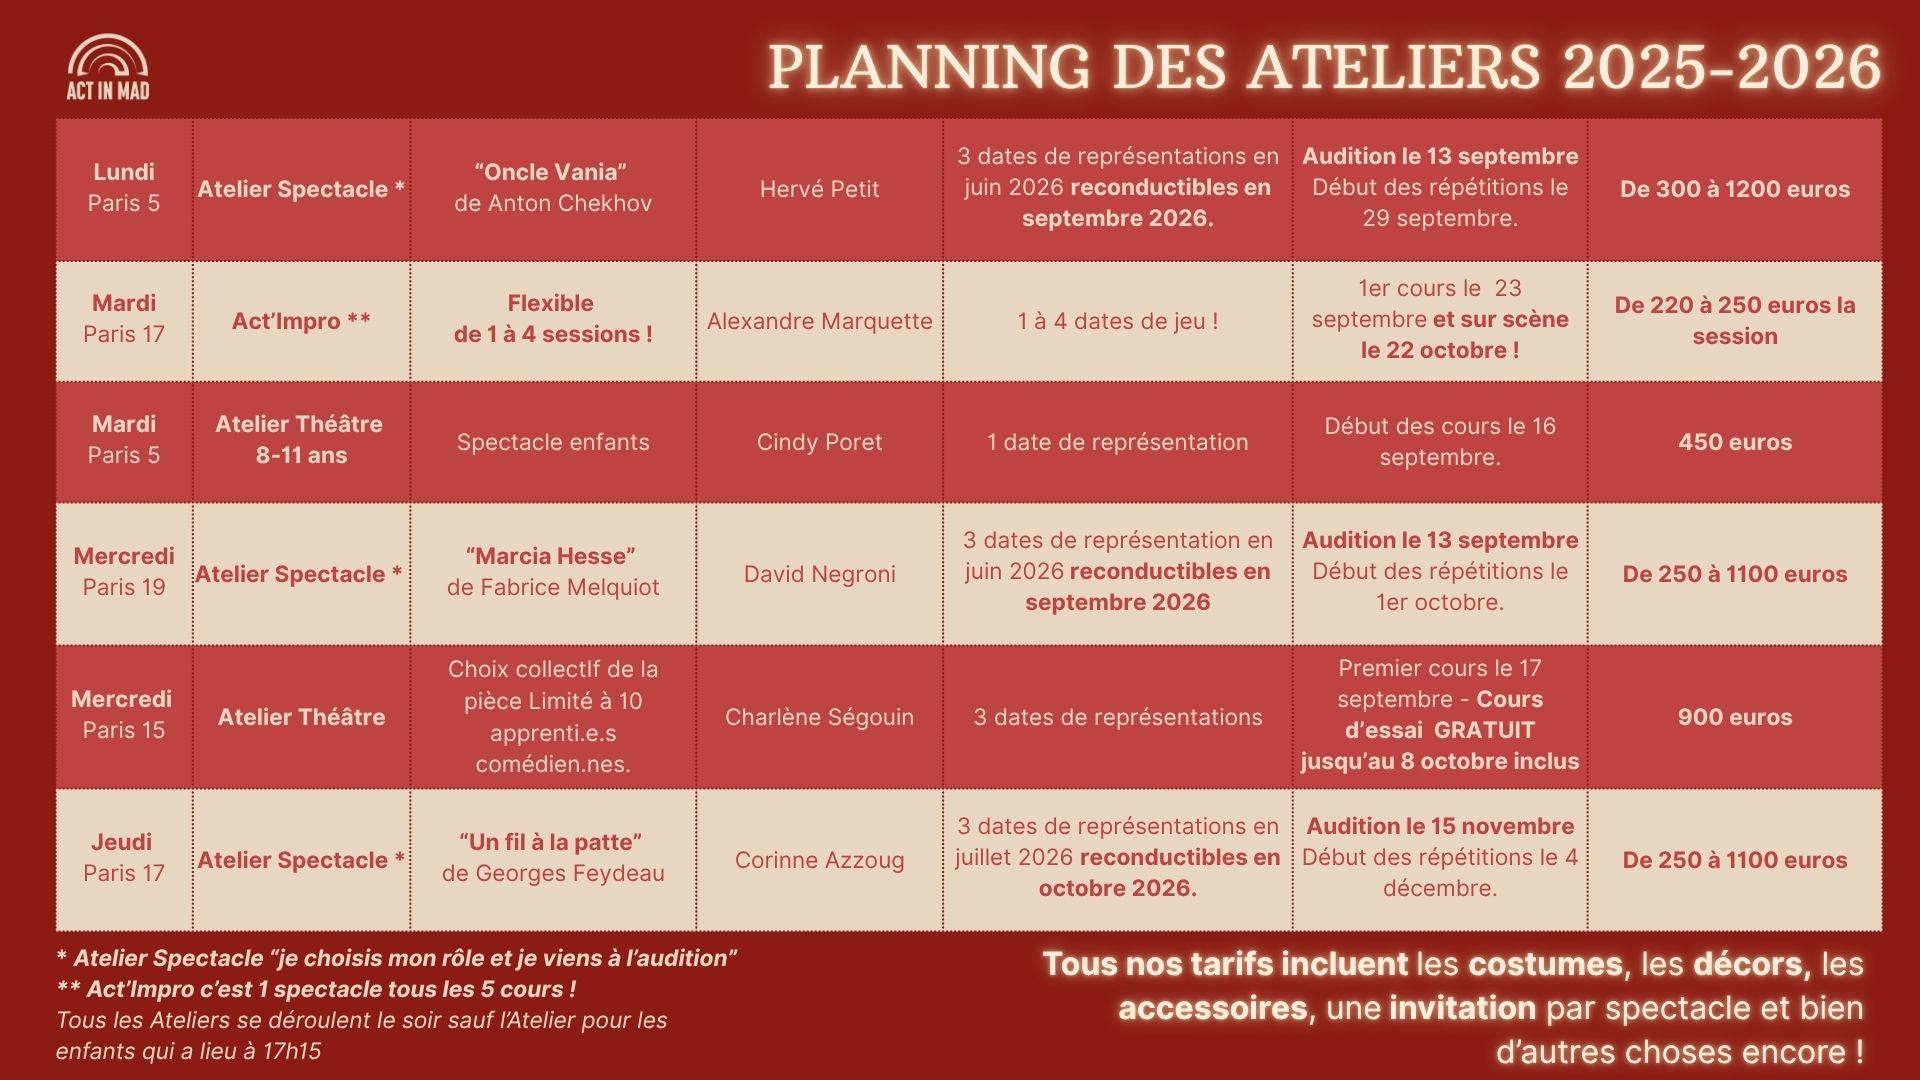 ACT IN MAD
PLANNING DES ATELIERS 2025-2026
Lundi
Paris 5
Atelier Spectacle *
“Oncle Vania”
de Anton Chekhov
Hervé Petit
3 dates de représentations en
juin 2026 reconductibles en
septembre 2026.
Audition le 13 septembre
Début des répétitions le
29 septembre.
De 300 à 1200 euros
Mardi
Paris 17
Act’Impro **
Flexible
de 1 à 4 sessions !
Alexandre Marquette
1 à 4 dates de jeu !
1er cours le 23
septembre et sur scène
le 22 octobre !
De 220 à 250 euros la
session
Mardi
Paris 5
Atelier Théâtre
8-11 ans
Spectacle enfants
Cindy Poret
1 date de représentation
Début des cours le 16
septembre.
450 euros
Mercredi
Paris 19
Atelier Spectacle *
“Marcia Hesse”
de Fabrice Melquiot
David Negroni
3 dates de représentation en
juin 2026 reconductibles en
septembre 2026
Audition le 13 septembre
Début des répétitions le
1er octobre.
De 250 à 1100 euros
Mercredi
Paris 15
Atelier Théâtre
Choix collectIf de la
pièce Limité à 10
apprenti.e.s
comédien.nes.
Charlène Ségouin
3 dates de représentations
Premier cours le 17
septembre - Cours
d’essai GRATUIT
jusqu’au 8 octobre inclus
900 euros
Jeudi
Paris 17
Atelier Spectacle *
“Un fil à la patte”
de Georges Feydeau
Corinne Azzoug
3 dates de représentations en
juillet 2026 reconductibles en
octobre 2026.
Audition le 15 novembre
Début des répétitions le 4
décembre.
De 250 à 1100 euros
* Atelier Spectacle “je choisis mon rôle et je viens à l’audition”
** Act’Impro c’est 1 spectacle tous les 5 cours !
Tous les Ateliers se déroulent le soir sauf l’Atelier pour les
enfants qui a lieu à 17h15
Tous nos tarifs incluent les costumes, les décors, les
accessoires, une invitation par spectacle et bien
d’autres choses encore !